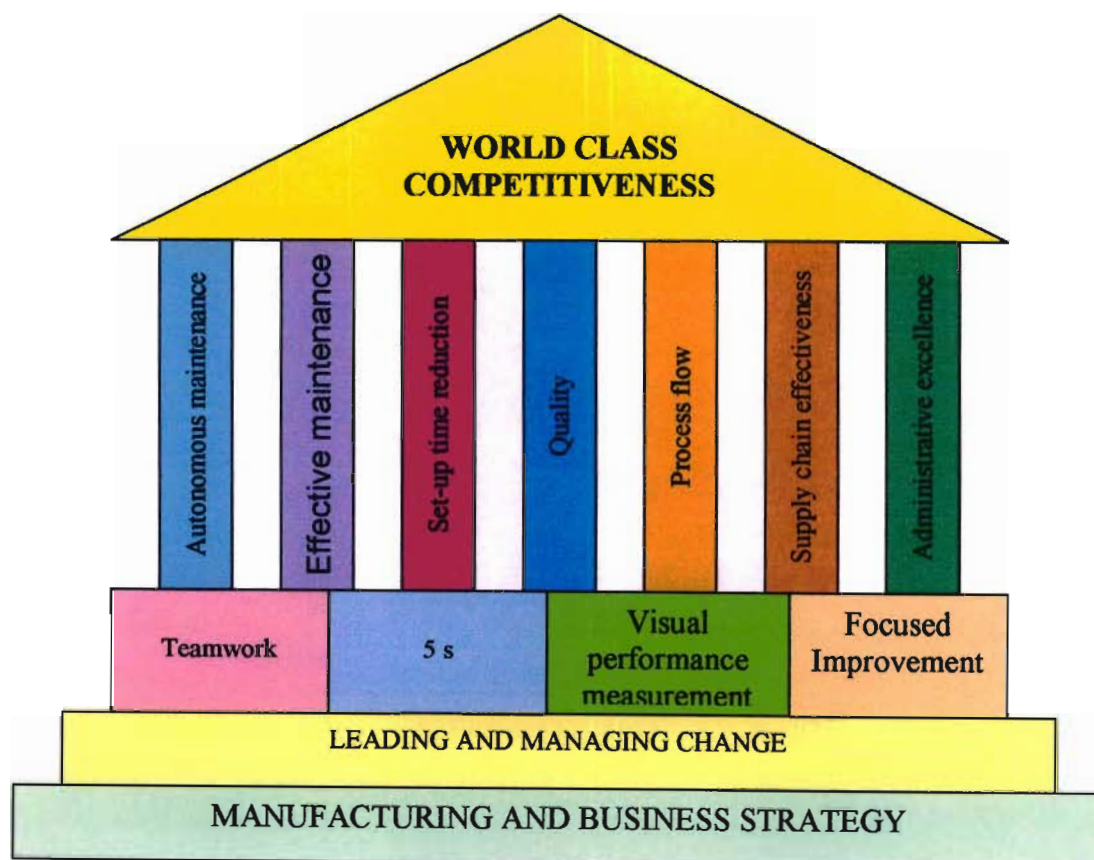 WORLD CLASS
COMPETITIVENESS
Autonomous maintenance
Effective maintenance
Set-up time reduction
Quality
Process flow
Supply chain effectiveness
Administrative excellence
Teamwork
5 s
Visual
performance
measurement
Focused
Improvement
LEADING AND MANAGING CHANGE
MANUFACTURING AND BUSINESS STRATEGY